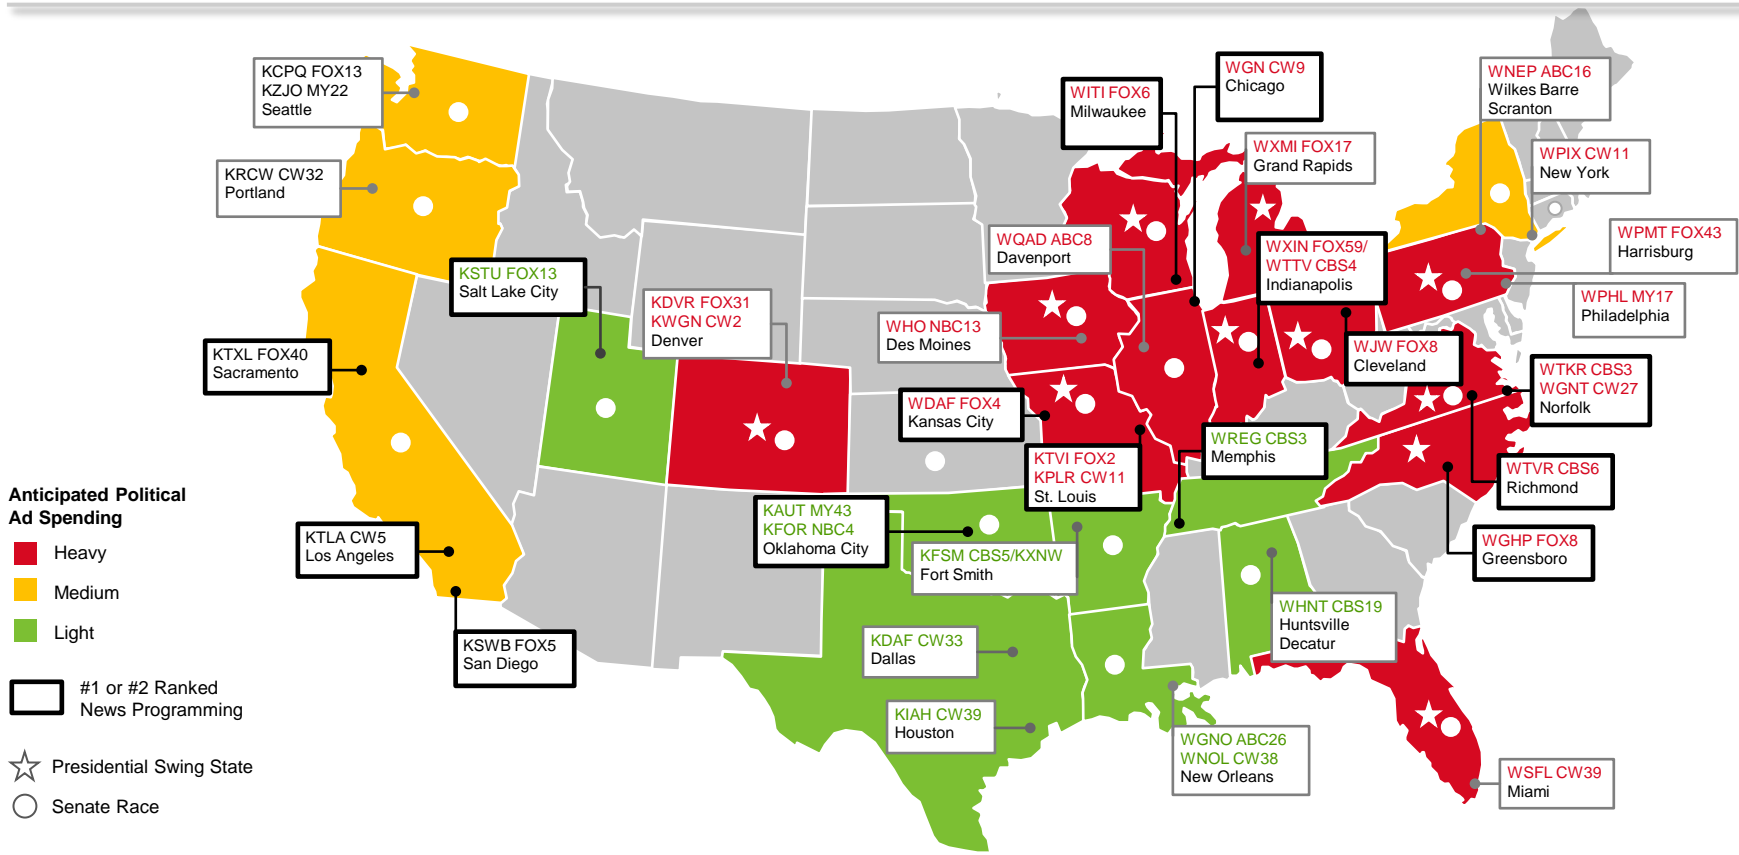 KCPQ FOX13
KZJO MY22
Seattle
KRCW CW32
Portland
KSTU FOX13
Salt Lake City
KDVR FOX31
KWGN CW2
Denver
KTXL FOX40
Sacramento
KTLA CW5
Los Angeles
KSWB FOX5
San Diego
WITI FOX6
Milwaukee
WGN CW9
Chicago
WXMI FOX17
Grand Rapids
WNEP ABC16
Wilkes Barre
Scranton
WPIX CW11
New York
WPMT FOX43
Harrisburg
WPHL MY17
Philadelphia
WQAD ABC8
Davenport
WXIN FOX59/
WTTV CBS4
Indianapolis
WHO NBC13
Des Moines
WJW FOX8
Cleveland
WTKR CBS3
WGNT CW27
Norfolk
WDAF FOX4
Kansas City
WREG CBS3
Memphis
KTVI FOX2
KPLR CW11
St. Louis
WTVR CBS6
Richmond
KAUT MY43
KFOR NBC4
Oklahoma City
KFSM CBS5/KXNW
Fort Smith
WGHP FOX8
Greensboro
WHNT CBS19
Huntsville
Decatur
KDAF CW33
Dallas
KIAH CW39
Houston
WGNO ABC26
WNOL CW38
New Orleans
WSFL CW39
Miami
Anticipated Political
Ad Spending
Heavy
Medium
Light
#1 or #2 Ranked
News Programming
Presidential Swing State
Senate Race